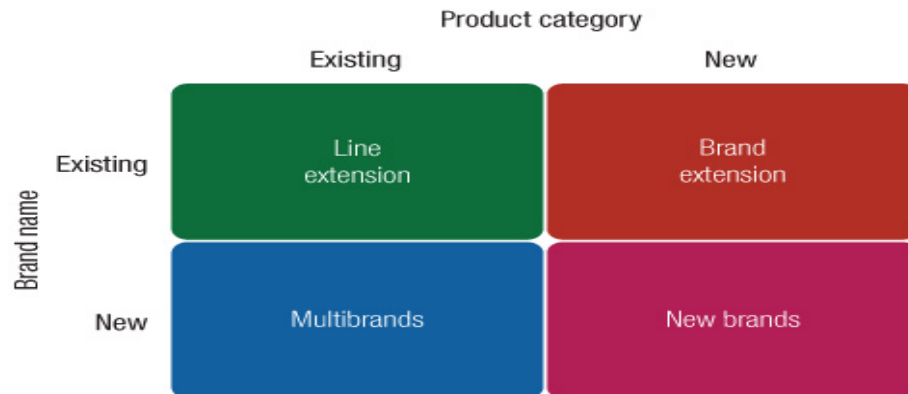 Product category
Existing
New
Existing
Line
extension
Brand
extension
Brand name
New
Multibrands
New brands